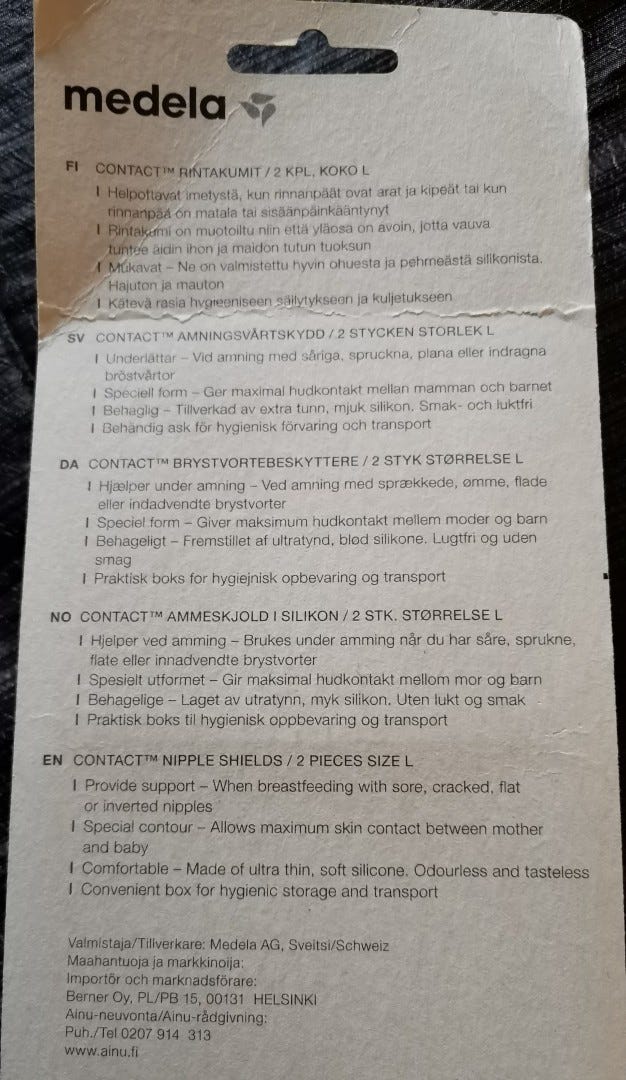 medela
FI CONTACT™ RINTAKUMIT / 2 KPL, KOKO L
I Helpottavat imetystä, kun rinnanpäät ovat arat ja kipeät tai kun
rinnanpää on matala tai sisäänpäinkääntynyt
I Rintakumi on muotoiltu niin että yläosa on avoin, jotta vauva
tuntee äidin ihon ja maidon tutun tuoksun
I Mukavat – Ne on valmistettu hyvin ohuesta ja pehmeästä silikonista.
Hajuton ja mauton
I Kätevä rasia hygieeniseen säilytykseen ja kuljetukseen
SV CONTACT™ AMNINGSVÅRTSKYDD / 2 STYCKEN STORLEK L
I Underlättar – Vid amning med såriga, spruckna, plana eller indragna
bröstvårtor
I Speciell form – Ger maximal hudkontakt mellan mamman och barnet
I Behaglig – Tillverkad av extra tunn, mjuk silikon. Smak- och luktfri
I Behändig ask för hygienisk förvaring och transport
DA CONTACT™ BRYSTVORTEBESKYTTERE / 2 STYK STØRRELSE L
I Hjælper under amning – Ved amning med sprækkede, ømme, flade
eller indadvendte brystvorter
I Speciel form – Giver maksimum hudkontakt mellem moder og barn
I Behageligt – Fremstillet af ultratynd, blød silikone. Lugtfri og uden
smag
I Praktisk boks for hygiejnisk opbevaring og transport
NO CONTACT™ AMMESKJOLD I SILIKON / 2 STK. STØRRELSE L
I Hjelper ved amming – Brukes under amming når du har såre, sprukne,
flate eller innadvendte brystvorter
I Spesielt utformet – Gir maksimal hudkontakt mellom mor og barn
I Behagelige – Laget av utratynn, myk silikon. Uten lukt og smak
I Praktisk boks til hygienisk oppbevaring og transport
EN CONTACT™ NIPPLE SHIELDS / 2 PIECES SIZE L
I Provide support – When breastfeeding with sore, cracked, flat
or inverted nipples
I Special contour – Allows maximum skin contact between mother
and baby
I Comfortable – Made of ultra thin, soft silicone. Odourless and tasteless
I Convenient box for hygienic storage and transport
Valmistaja/Tillverkare: Medela AG, Sveitsi/Schweiz
Maahantuoja ja markkinoija:
Importör och marknadsförare:
Berner Oy, PL/PB 15, 00131 HELSINKI
Ainu-neuvonta/Ainu-rådgivning:
Puh./Tel 0207 914 313
www.ainu.fi